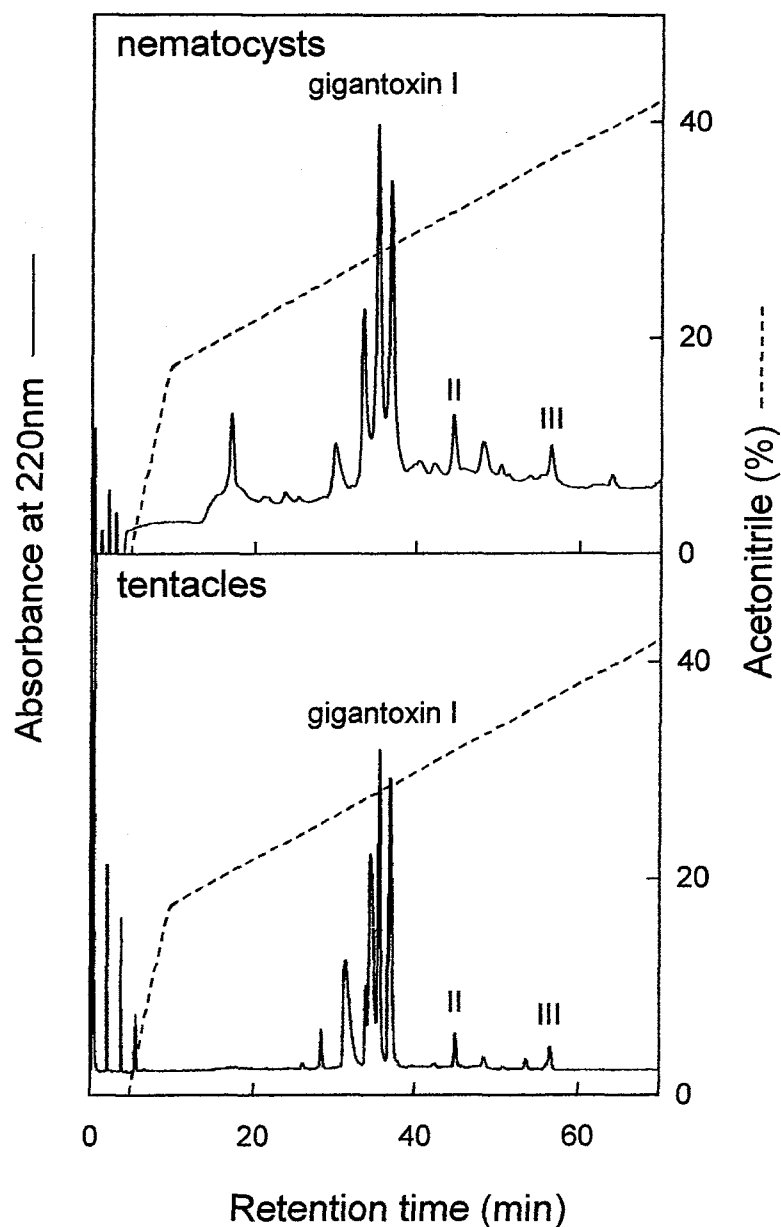 nematocysts
gigantoxin I
II
III
40
20
0
tentacles
gigantoxin I
II
III
40
20
0
0
20
40
60
Retention time (min)
Absorbance at 220nm
Acetonitrile (%)